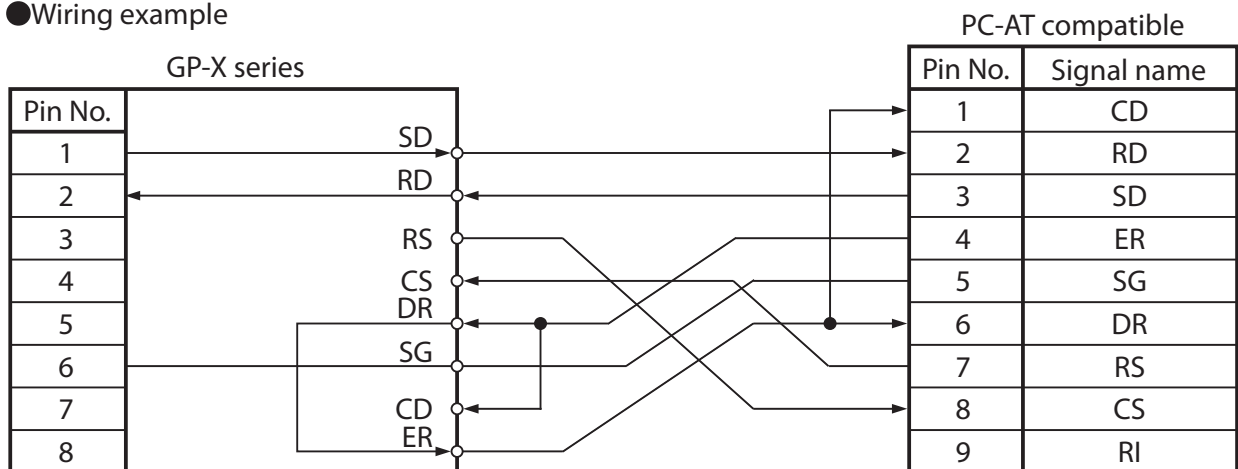 ●Wiring example
PC-AT compatible
GP-X series
Pin No. Signal name
Pin No.
1 CD
1 SD 2 RD
2 RD 3 SD
3 RS 4 ER
4 CS 5 SG
5 DR 6 DR
6 SG 7 RS
7 CD 8 CS
8 ER 9 RI